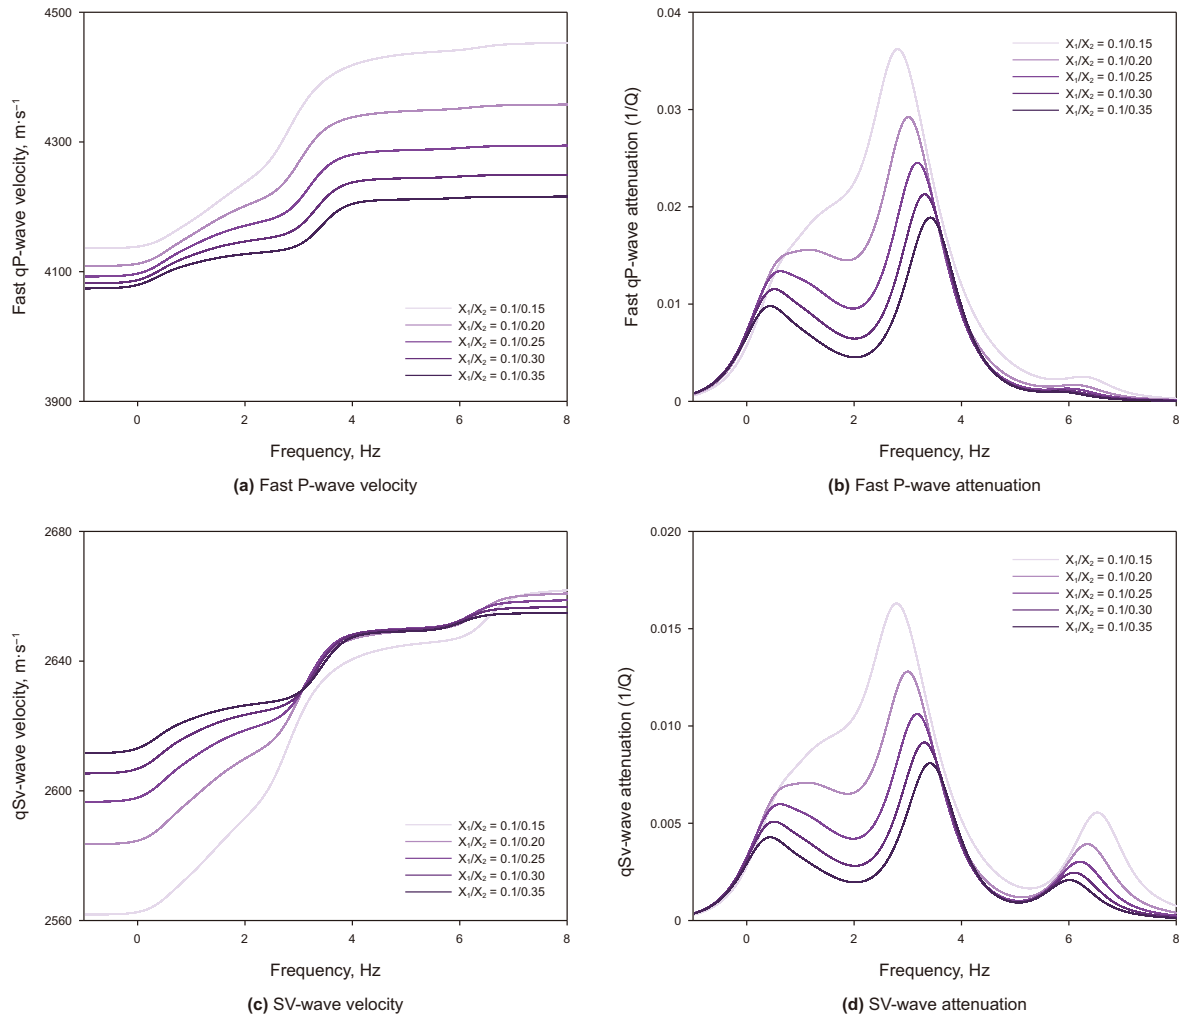 4500
4300
4100
3900
0
2
4
6
8
Fast qP-wave velocity, m·s⁻¹
X₁/X₂ = 0.1/0.15
X₁/X₂ = 0.1/0.20
X₁/X₂ = 0.1/0.25
X₁/X₂ = 0.1/0.30
X₁/X₂ = 0.1/0.35
Frequency, Hz
(a) Fast P-wave velocity
0.04
0.03
0.02
0.01
0
0
2
4
6
8
Fast qP-wave attenuation (1/Q)
X₁/X₂ = 0.1/0.15
X₁/X₂ = 0.1/0.20
X₁/X₂ = 0.1/0.25
X₁/X₂ = 0.1/0.30
X₁/X₂ = 0.1/0.35
Frequency, Hz
(b) Fast P-wave attenuation
2680
2640
2600
2560
0
2
4
6
8
qSv-wave velocity, m·s⁻¹
X₁/X₂ = 0.1/0.15
X₁/X₂ = 0.1/0.20
X₁/X₂ = 0.1/0.25
X₁/X₂ = 0.1/0.30
X₁/X₂ = 0.1/0.35
Frequency, Hz
(c) SV-wave velocity
0.020
0.015
0.010
0.005
0
0
2
4
6
8
qSv-wave attenuation (1/Q)
X₁/X₂ = 0.1/0.15
X₁/X₂ = 0.1/0.20
X₁/X₂ = 0.1/0.25
X₁/X₂ = 0.1/0.30
X₁/X₂ = 0.1/0.35
Frequency, Hz
(d) SV-wave attenuation